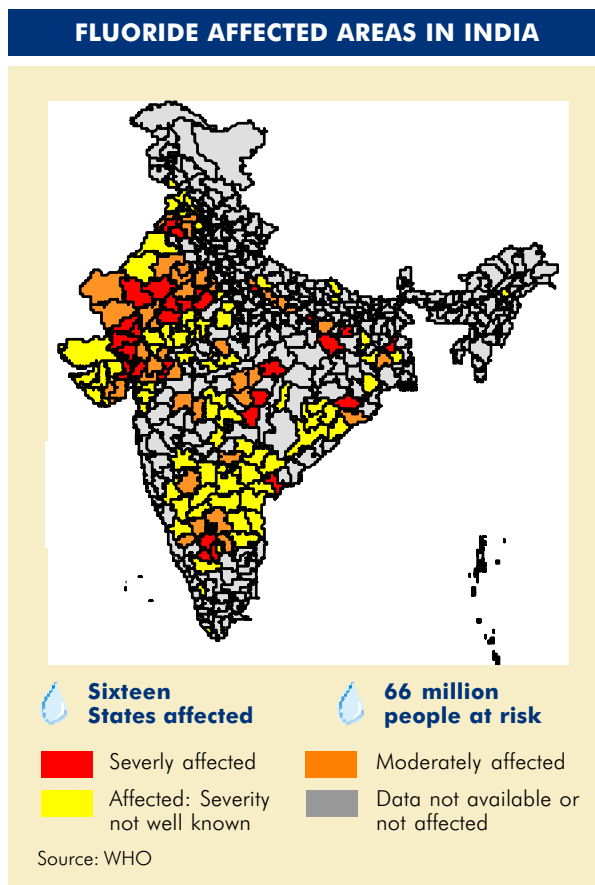 FLUORIDE AFFECTED AREAS IN INDIA
Sixteen
States affected
66 million
people at risk
Severly affected
Moderately affected
Affected: Severity
not well known
Data not available or
not affected
Source: WHO